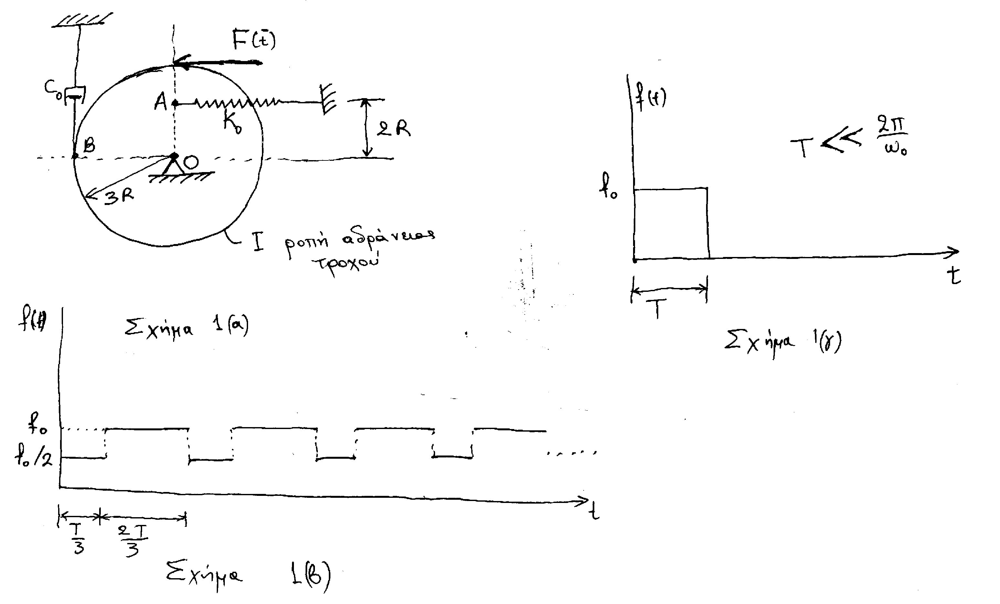 F(t)
C₀
A
K₀
2R
B
O
3R
I ροπή αδράνειας
τροχού
Σχήμα 1(α)
f(t)
T << 2π/ω₀
f₀
t
T
Σχήμα 1(γ)
f(t)
f₀
f₀/2
t
T/3
2T/3
Σχήμα 1(β)